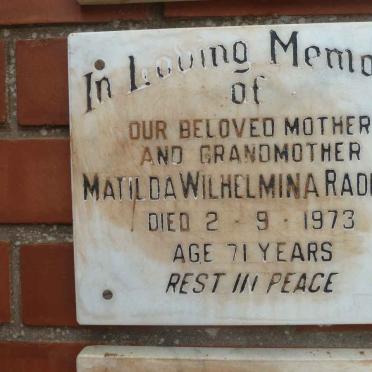 In Loving Memo
of
OUR BELOVED MOTHER
AND GRANDMOTHER
MATILDA WILHELMINA RAD
DIED 2 - 9 - 1973
AGE 71 YEARS
REST IN PEACE